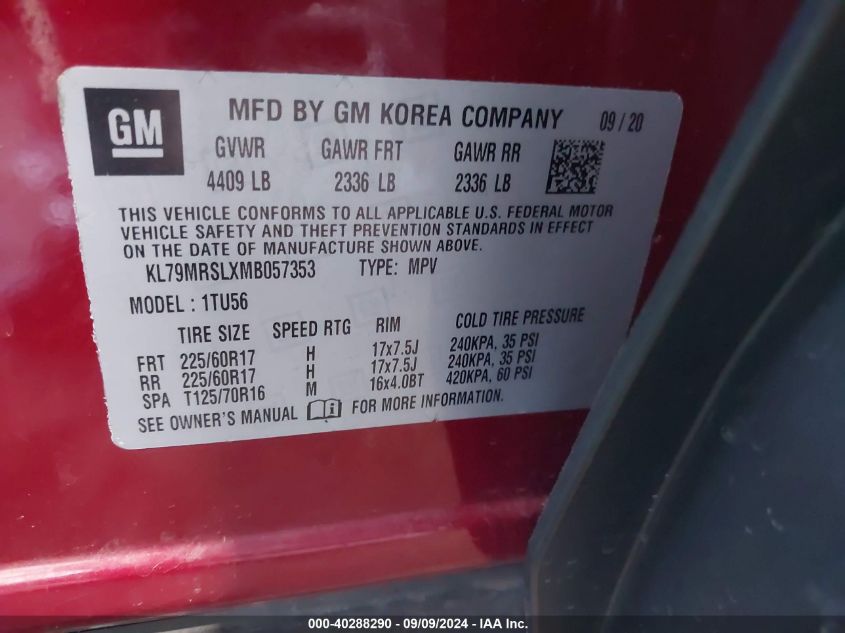 GM MFD BY GM KOREA COMPANY 09 / 20
GVWR GAWR FRT GAWR RR
4409 LB 2336 LB 2336 LB
THIS VEHICLE CONFORMS TO ALL APPLICABLE U.S. FEDERAL MOTOR
VEHICLE SAFETY AND THEFT PREVENTION STANDARDS IN EFFECT
ON THE DATE OF MANUFACTURE SHOWN ABOVE.
KL79MRSLXMB057353 TYPE: MPV
MODEL : 1TU56
TIRE SIZE SPEED RTG RIM COLD TIRE PRESSURE
FRT 225/60R17 H 17x7.5J 240KPA, 35 PSI
RR 225/60R17 H 17x7.5J 240KPA, 35 PSI
SPA T125/70R16 M 16x4.0BT 420KPA, 60 PSI
SEE OWNER'S MANUAL FOR MORE INFORMATION.
000-40288290 - 09/09/2024 - IAA Inc.